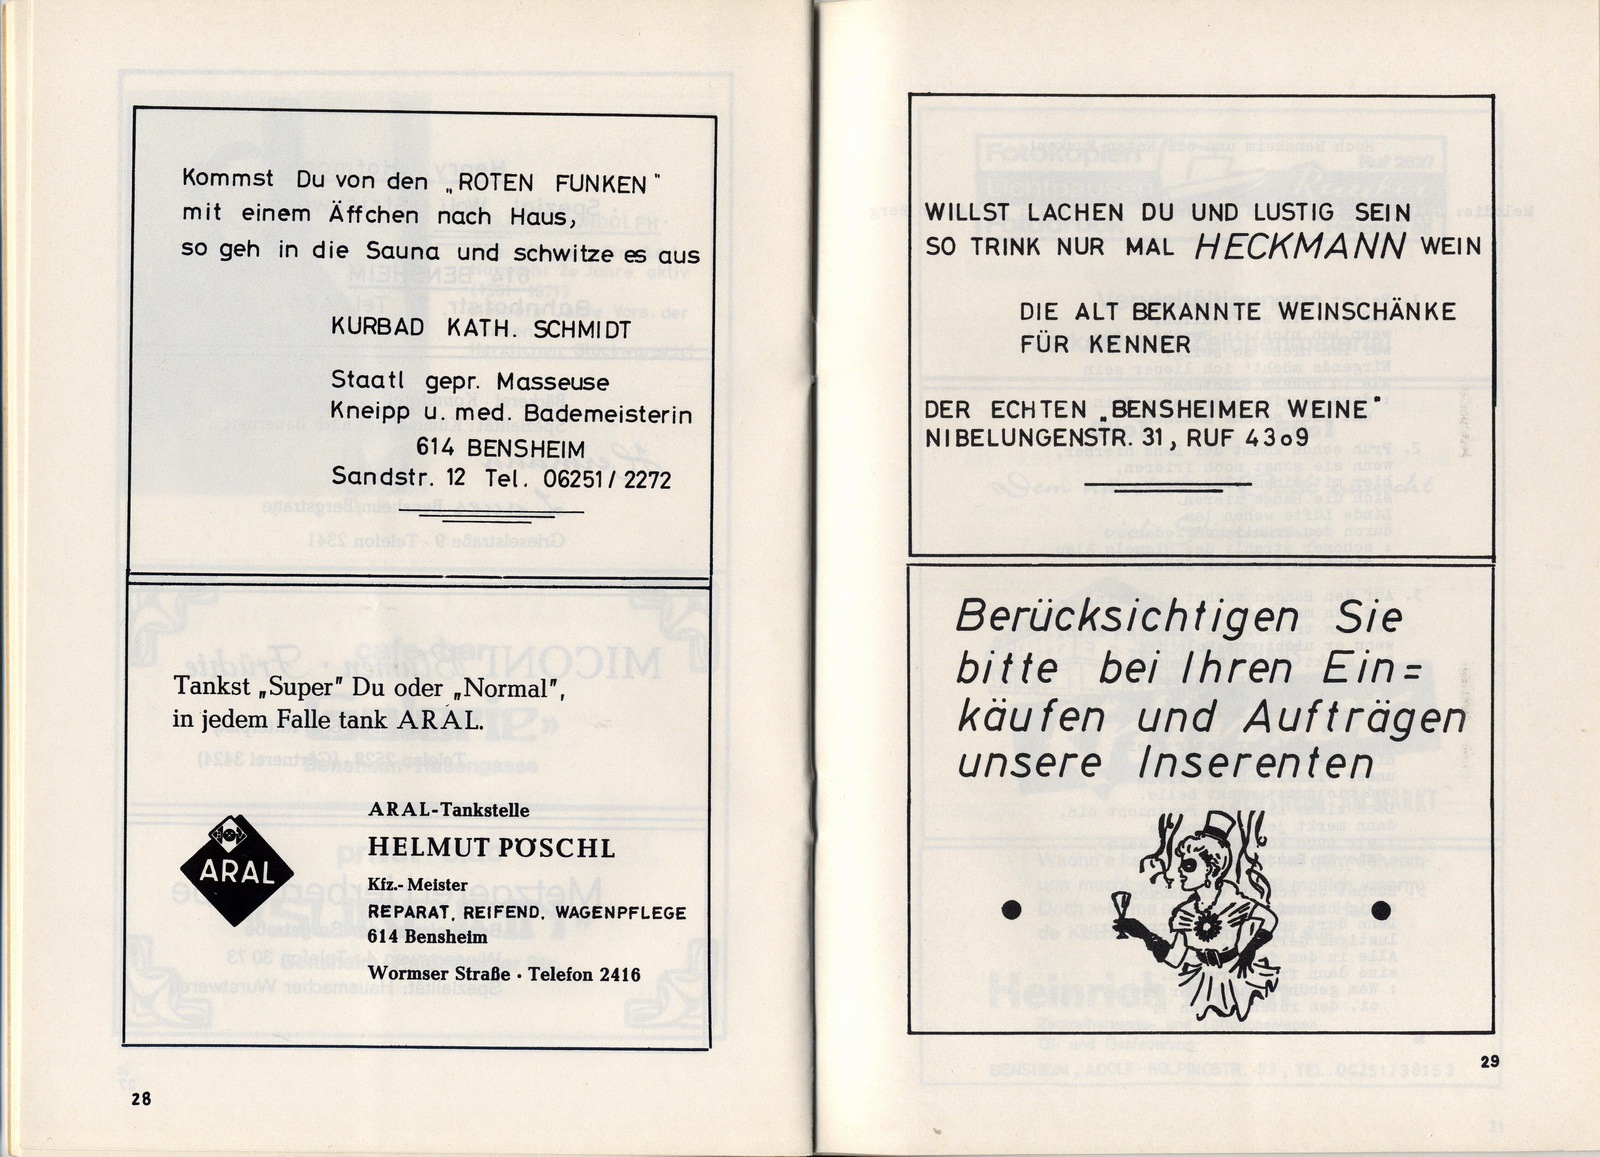 Kommst Du von den „ROTEN FUNKEN"
mit einem Äffchen nach Haus,
so geh in die Sauna und schwitze es aus
KURBAD KATH. SCHMIDT
Staatl gepr. Masseuse
Kneipp u. med. Bademeisterin
614 BENSHEIM
Sandstr. 12 Tel. 06251/2272
Tankst „Super" Du oder „Normal",
in jedem Falle tank ARAL.
ARAL
ARAL-Tankstelle
HELMUT PÖSCHL
Kfz.-Meister
REPARAT. REIFEND. WAGENPFLEGE
614 Bensheim
Wormser Straße · Telefon 2416
28
WILLST LACHEN DU UND LUSTIG SEIN
SO TRINK NUR MAL HECKMANN WEIN
DIE ALT BEKANNTE WEINSCHÄNKE
FÜR KENNER
DER ECHTEN „BENSHEIMER WEINE"
NIBELUNGENSTR. 31, RUF 4309
Berücksichtigen Sie
bitte bei Ihren Ein=
käufen und Aufträgen
unsere Inserenten
29